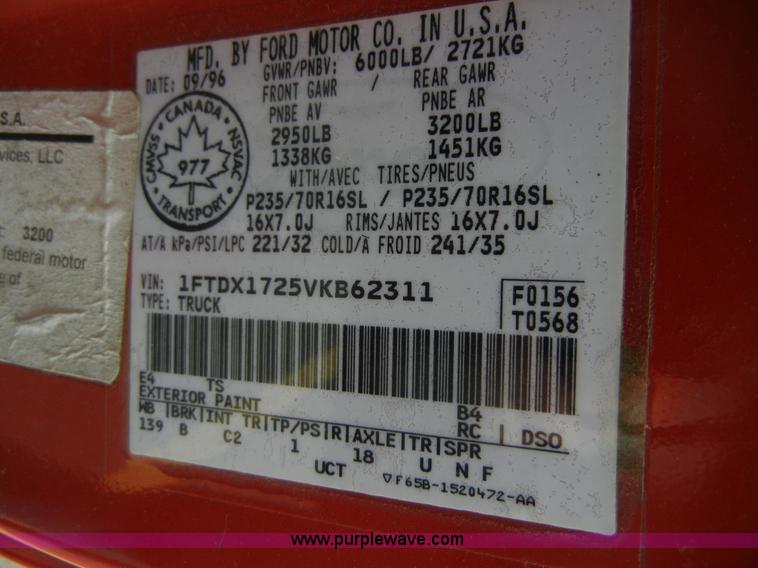 MFD. BY FORD MOTOR CO. IN U.S.A.
DATE: 09/96 GVWR/PNBV: 6000LB/ 2721KG
FRONT GAWR / REAR GAWR
PNBE AV PNBE AR
2950LB 3200LB
1338KG 1451KG
WITH/AVEC TIRES/PNEUS
P235/70R16SL / P235/70R16SL
16X7.0J RIMS/JANTES 16X7.0J
AT/A kPa/PSI/LPC 221/32 COLD/A FROID 241/35
CANADA
CMVSS NSVAC
977
TRANSPORT
VIN: 1FTDX1725VKB62311
TYPE: TRUCK
F0156
T0568
E4 TS B4
EXTERIOR PAINT RC DSO
WB BRK INT TR TP/PS R AXLE TR SPR
139 B C2 1 18 U N F
UCT F65B-1520472-AA
S.A.
vices, LLC
3200
federal motor
e of
www.purplewave.com